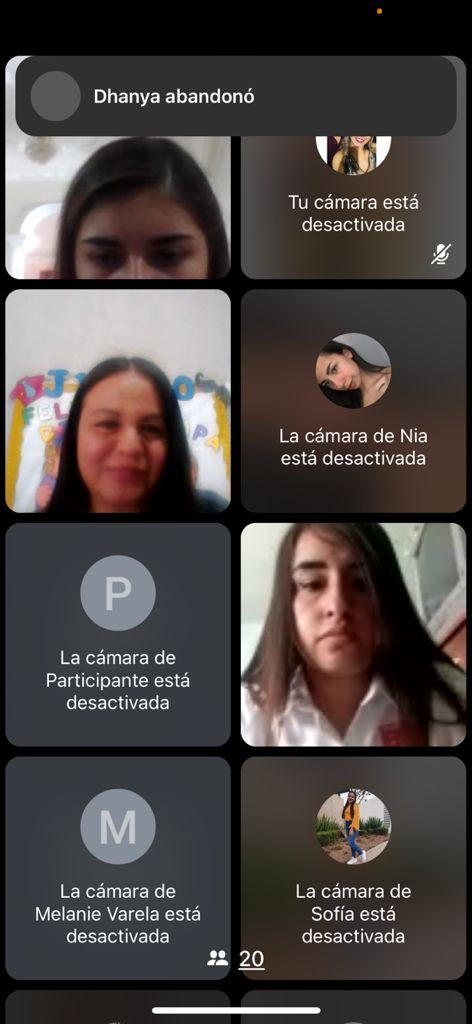 Dhanya abandonó
Tu cámara está
desactivada
La cámara de Nia
está desactivada
P
La cámara de
Participante está
desactivada
M
La cámara de
Melanie Varela está
desactivada
La cámara de
Sofía está
desactivada
20